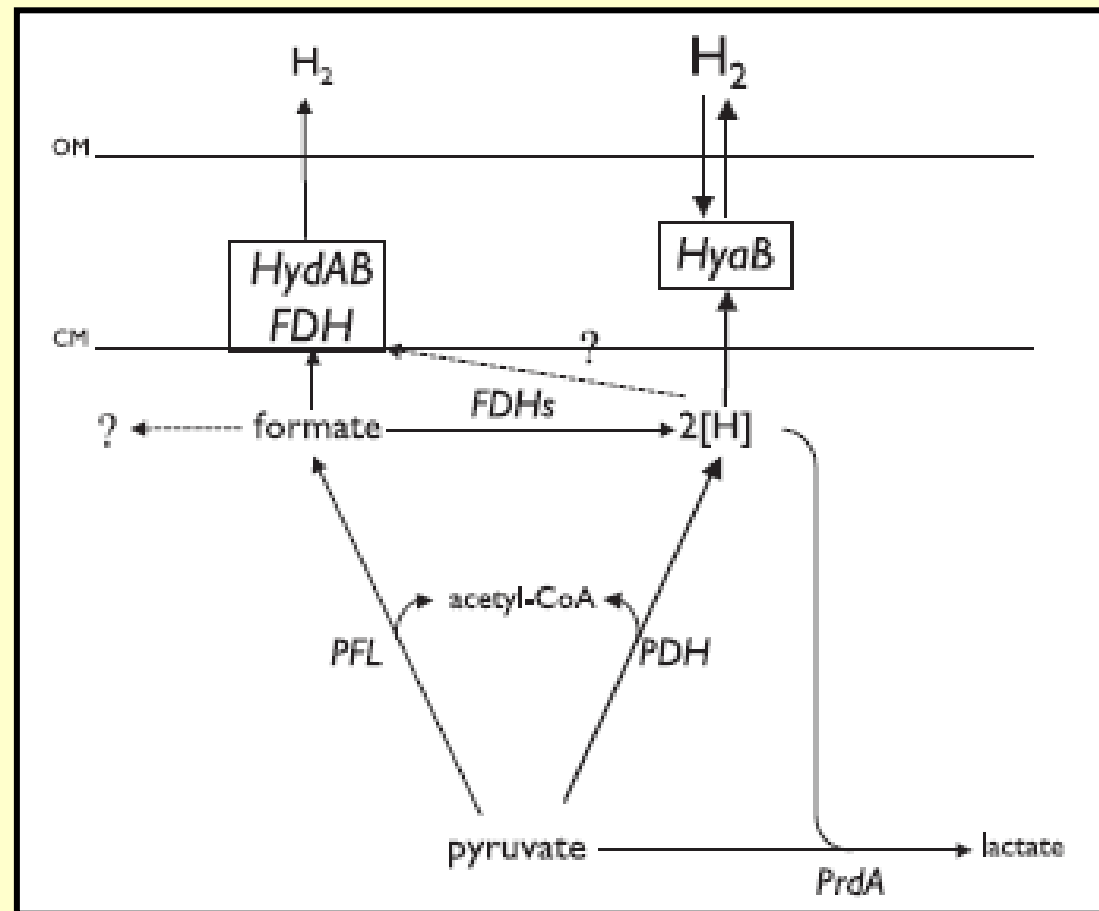 H2 H2
OM
HydAB HyaB
FDH
CM ?
FDHs
? formate 2[H]
acetyl-CoA
PFL PDH
pyruvate lactate
PrdA